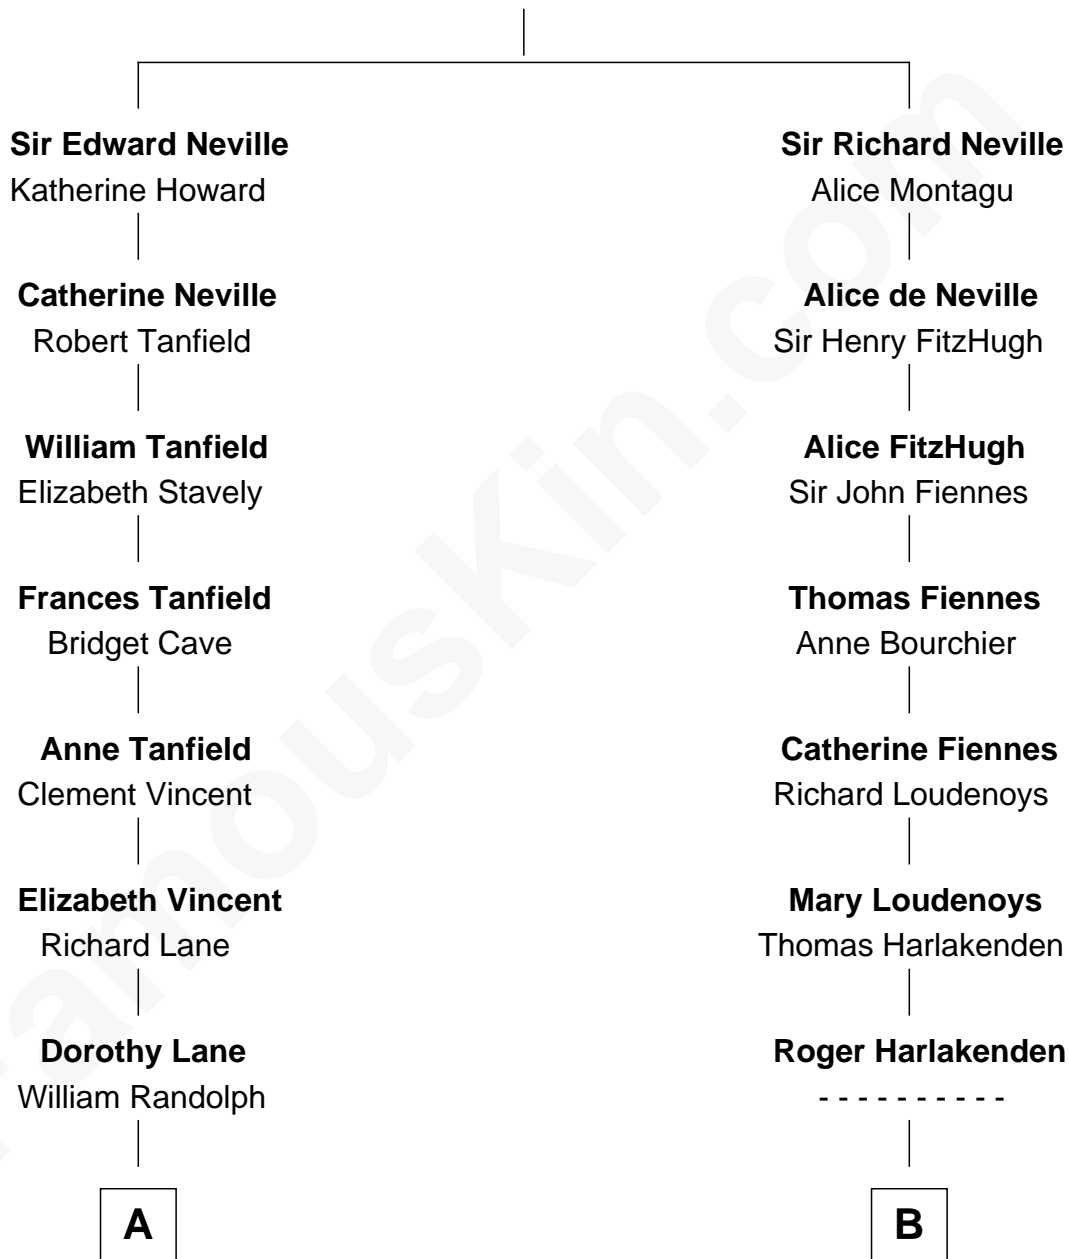 Sir Edward Neville
Katherine Howard
Catherine Neville
Robert Tanfield
William Tanfield
Elizabeth Stavely
Frances Tanfield
Bridget Cave
Anne Tanfield
Clement Vincent
Elizabeth Vincent
Richard Lane
Dorothy Lane
William Randolph
A
Sir Richard Neville
Alice Montagu
Alice de Neville
Sir Henry FitzHugh
Alice FitzHugh
Sir John Fiennes
Thomas Fiennes
Anne Bourchier
Catherine Fiennes
Richard Loudenoys
Mary Loudenoys
Thomas Harlakenden
Roger Harlakenden
- - - - - - - - - -
B
FamousKin.com